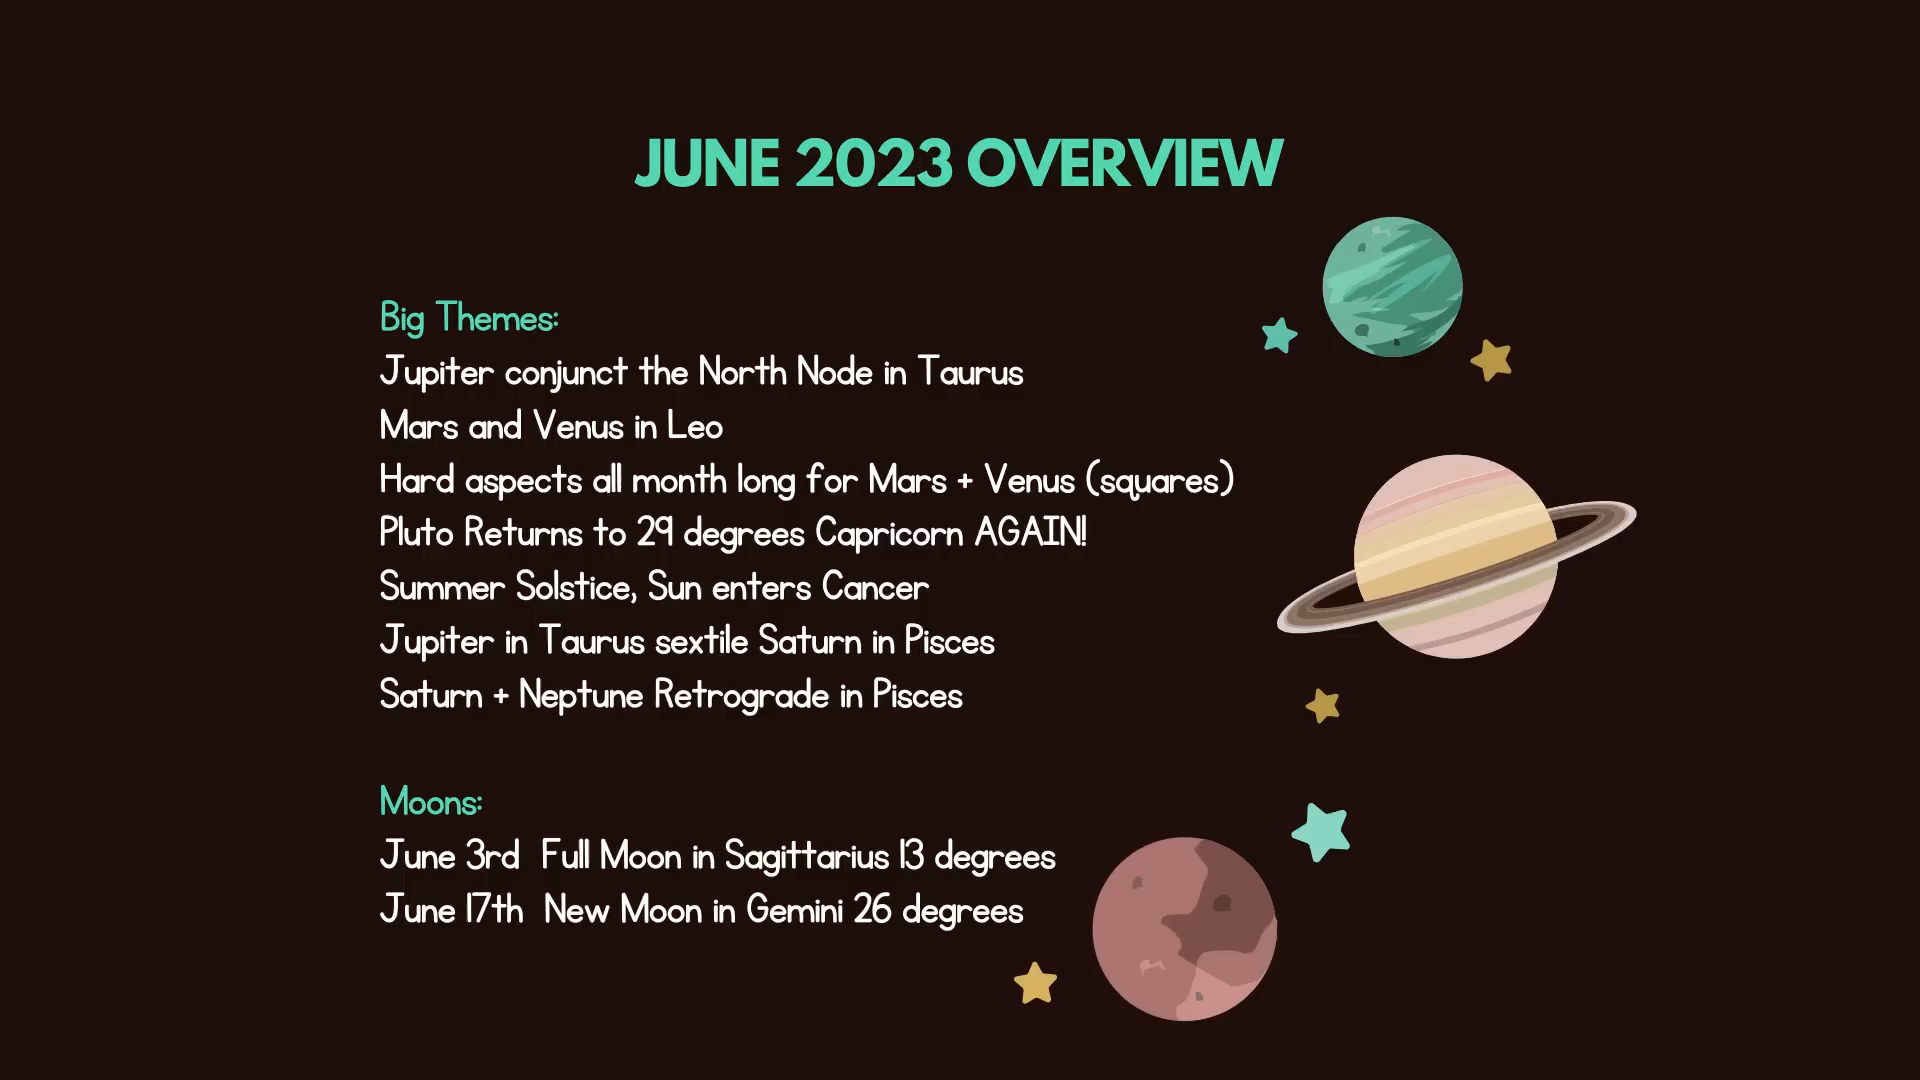 JUNE 2023 OVERVIEW
Big Themes:
Jupiter conjunct the North Node in Taurus
Mars and Venus in Leo
Hard aspects all month long for Mars + Venus (squares)
Pluto Returns to 29 degrees Capricorn AGAIN!
Summer Solstice, Sun enters Cancer
Jupiter in Taurus sextile Saturn in Pisces
Saturn + Neptune Retrograde in Pisces
Moons:
June 3rd  Full Moon in Sagittarius 13 degrees
June 17th  New Moon in Gemini 26 degrees